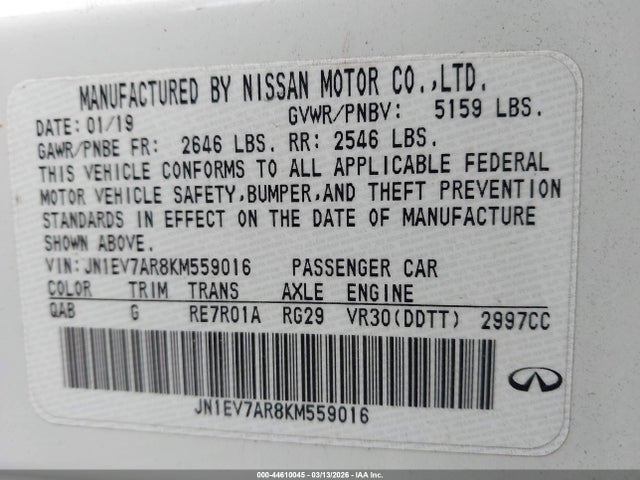 MANUFACTURED BY NISSAN MOTOR CO.,LTD.
DATE: 01/19 GVWR/PNBV: 5159 LBS.
GAWR/PNBE FR: 2646 LBS. RR: 2546 LBS.
THIS VEHICLE CONFORMS TO ALL APPLICABLE FEDERAL
MOTOR VEHICLE SAFETY,BUMPER,AND THEFT PREVENTION
STANDARDS IN EFFECT ON THE DATE OF MANUFACTURE
SHOWN ABOVE.
VIN:JN1EV7AR8KM559016 PASSENGER CAR
COLOR TRIM TRANS AXLE ENGINE
QAB G RE7R01A RG29 VR30(DDTT) 2997CC
JN1EV7AR8KM559016
000-44610045 | 03/13/2026 | IAA Inc.